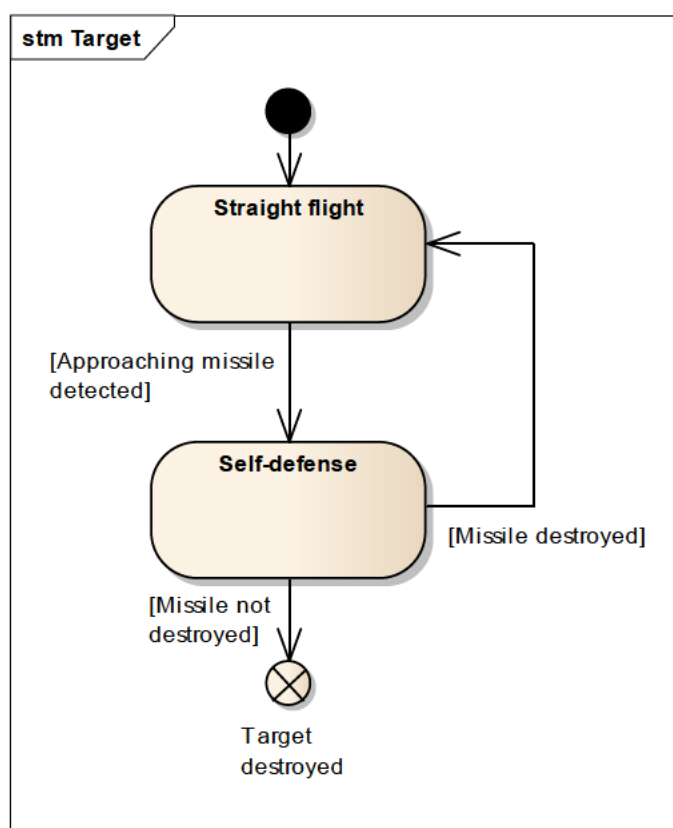 stm Target
Straight flight
[Approaching missile
detected]
Self-defense
[Missile destroyed]
[Missile not
destroyed]
Target
destroyed